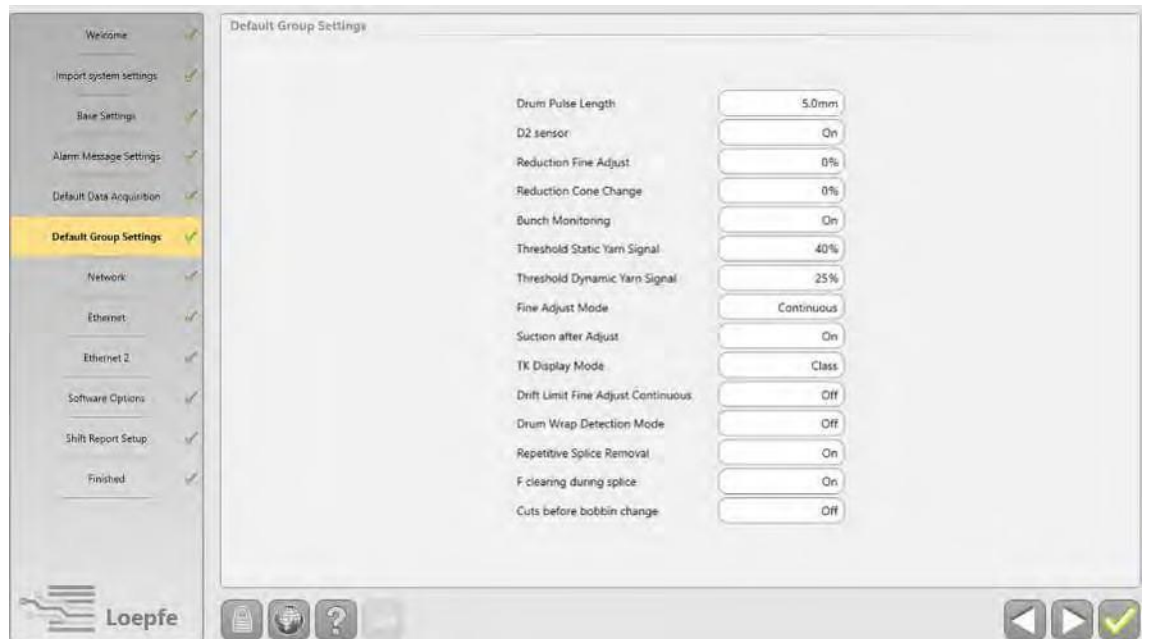 Welcome
Import system settings
Base Settings
Alarm Message Settings
Default Data Acquisition
Default Group Settings
Network
Ethernet
Ethernet 2
Software Options
Shift Report Setup
Finished
Loepfe
Default Group Settings
Drum Pulse Length 5.0mm
D2 sensor On
Reduction Fine Adjust 0%
Reduction Cone Change 0%
Bunch Monitoring On
Threshold Static Yarn Signal 40%
Threshold Dynamic Yarn Signal 25%
Fine Adjust Mode Continuous
Suction after Adjust On
TK Display Mode Class
Drift Limit Fine Adjust Continuous Off
Drum Wrap Detection Mode Off
Repetitive Splice Removal On
F clearing during splice On
Cuts before bobbin change Off
?